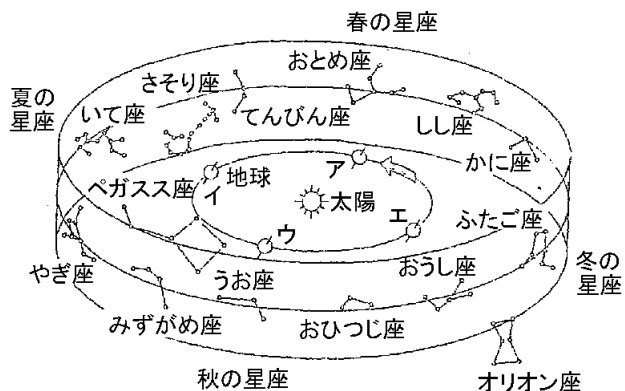 春の星座
おとめ座
さそり座
夏の
星座
いて座
てんびん座
しし座
かに座
ア
ペガスス座
地球
イ
太陽
エ
ふたご座
ウ
やぎ座
うお座
おうし座
冬の
星座
みずがめ座
おひつじ座
秋の星座
オリオン座